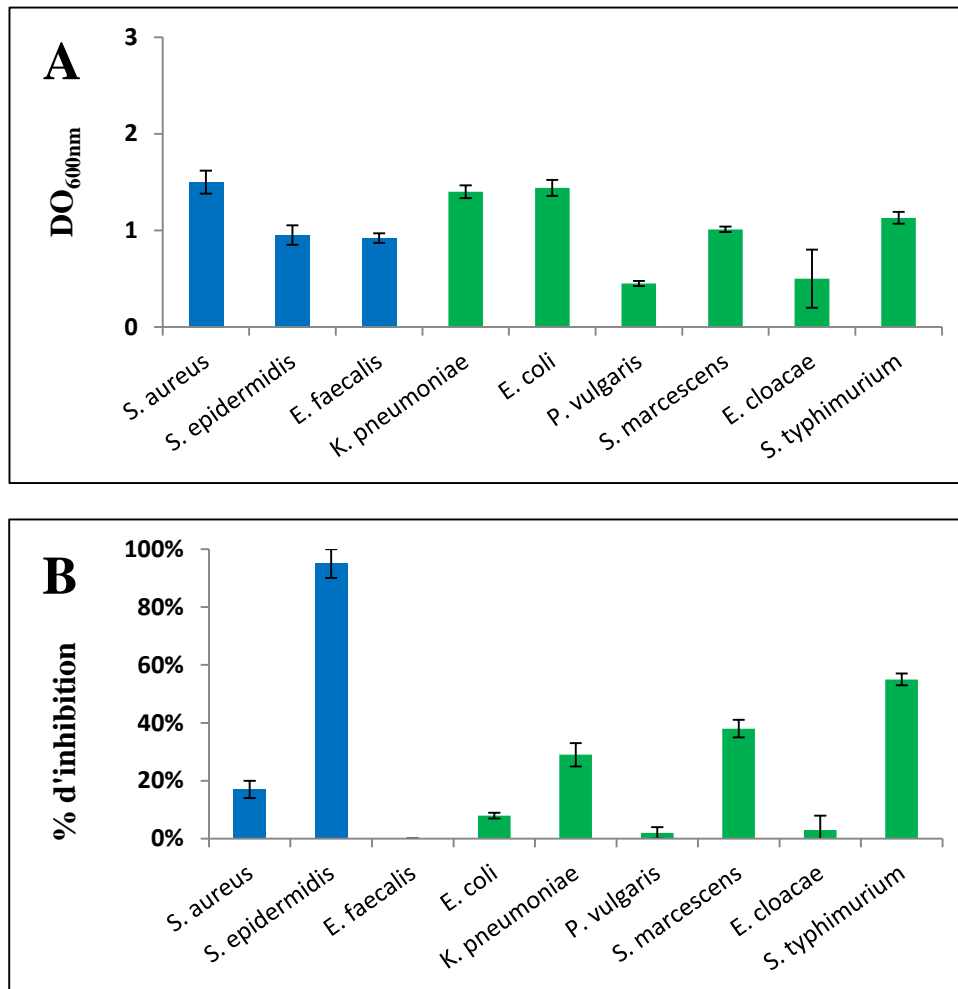 A
3
2
1
0
DO600nm
S. aureus
S. epidermidis
E. faecalis
K. pneumoniae
E. coli
P. vulgaris
S. marcescens
E. cloacae
S. typhimurium
B
100%
80%
60%
40%
20%
0%
% d'inhibition
S. aureus
S. epidermidis
E. faecalis
E. coli
K. pneumoniae
P. vulgaris
S. marcescens
E. cloacae
S. typhimurium